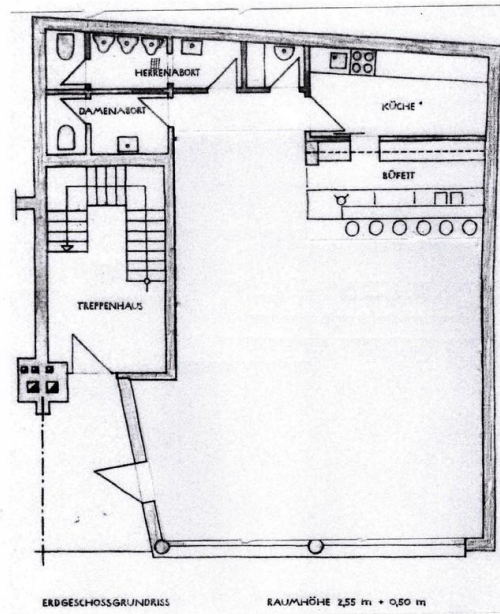 HERRENABORT
DAMENABORT
KÜCHE
BÜFETT
TREPPENHAUS
ERDGESCHOSSGRUNDRISS RAUMHÖHE 2,55 m + 0,50 m